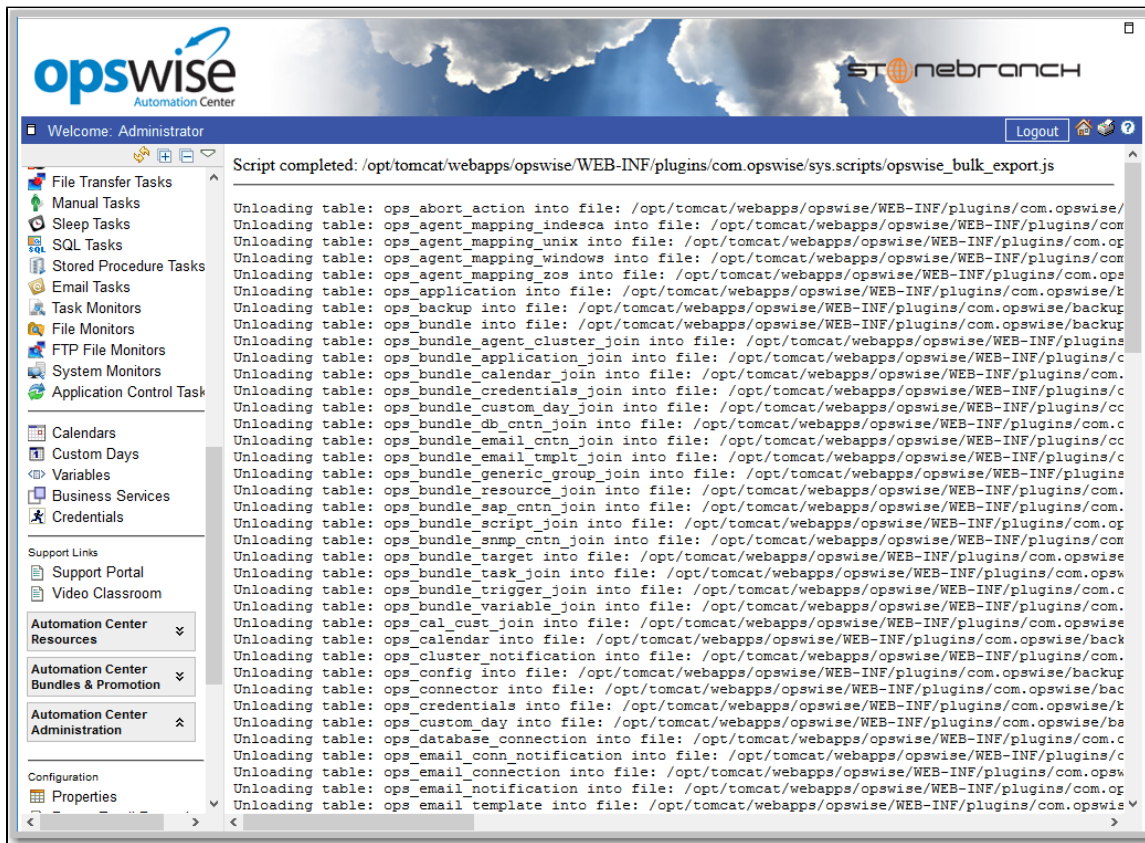 opswise
Automation Center
STONEBRANCH
Welcome: Administrator
Logout
File Transfer Tasks
Manual Tasks
Sleep Tasks
SQL Tasks
Stored Procedure Tasks
Email Tasks
Task Monitors
File Monitors
FTP File Monitors
System Monitors
Application Control Task
Calendars
Custom Days
Variables
Business Services
Credentials
Support Links
Support Portal
Video Classroom
Automation Center
Resources
Automation Center
Bundles & Promotion
Automation Center
Administration
Configuration
Properties
Script completed: /opt/tomcat/webapps/opswise/WEB-INF/plugins/com.opswise/sys.scripts/opswise_bulk_export.js
Unloading table: ops_abort_action into file: /opt/tomcat/webapps/opswise/WEB-INF/plugins/com.opswise/
Unloading table: ops_agent_mapping_indesca into file: /opt/tomcat/webapps/opswise/WEB-INF/plugins/com
Unloading table: ops_agent_mapping_unix into file: /opt/tomcat/webapps/opswise/WEB-INF/plugins/com.op
Unloading table: ops_agent_mapping_windows into file: /opt/tomcat/webapps/opswise/WEB-INF/plugins/com
Unloading table: ops_agent_mapping_zos into file: /opt/tomcat/webapps/opswise/WEB-INF/plugins/com.ops
Unloading table: ops_application into file: /opt/tomcat/webapps/opswise/WEB-INF/plugins/com.opswise/b
Unloading table: ops_backup into file: /opt/tomcat/webapps/opswise/WEB-INF/plugins/com.opswise/backup
Unloading table: ops_bundle into file: /opt/tomcat/webapps/opswise/WEB-INF/plugins/com.opswise/backup
Unloading table: ops_bundle_agent_cluster_join into file: /opt/tomcat/webapps/opswise/WEB-INF/plugins
Unloading table: ops_bundle_application_join into file: /opt/tomcat/webapps/opswise/WEB-INF/plugins/c
Unloading table: ops_bundle_calendar_join into file: /opt/tomcat/webapps/opswise/WEB-INF/plugins/com.
Unloading table: ops_bundle_credentials_join into file: /opt/tomcat/webapps/opswise/WEB-INF/plugins/c
Unloading table: ops_bundle_custom_day_join into file: /opt/tomcat/webapps/opswise/WEB-INF/plugins/co
Unloading table: ops_bundle_db_cntn_join into file: /opt/tomcat/webapps/opswise/WEB-INF/plugins/com.o
Unloading table: ops_bundle_email_cntn_join into file: /opt/tomcat/webapps/opswise/WEB-INF/plugins/co
Unloading table: ops_bundle_email_tmplt_join into file: /opt/tomcat/webapps/opswise/WEB-INF/plugins/c
Unloading table: ops_bundle_generic_group_join into file: /opt/tomcat/webapps/opswise/WEB-INF/plugins
Unloading table: ops_bundle_resource_join into file: /opt/tomcat/webapps/opswise/WEB-INF/plugins/com.
Unloading table: ops_bundle_sap_cntn_join into file: /opt/tomcat/webapps/opswise/WEB-INF/plugins/com.
Unloading table: ops_bundle_script_join into file: /opt/tomcat/webapps/opswise/WEB-INF/plugins/com.op
Unloading table: ops_bundle_snmp_cntn_join into file: /opt/tomcat/webapps/opswise/WEB-INF/plugins/com.
Unloading table: ops_bundle_target into file: /opt/tomcat/webapps/opswise/WEB-INF/plugins/com.opswise
Unloading table: ops_bundle_task_join into file: /opt/tomcat/webapps/opswise/WEB-INF/plugins/com.opsw
Unloading table: ops_bundle_trigger_join into file: /opt/tomcat/webapps/opswise/WEB-INF/plugins/com.o
Unloading table: ops_bundle_variable_join into file: /opt/tomcat/webapps/opswise/WEB-INF/plugins/com.
Unloading table: ops_cal_cust_join into file: /opt/tomcat/webapps/opswise/WEB-INF/plugins/com.opswise
Unloading table: ops_calendar into file: /opt/tomcat/webapps/opswise/WEB-INF/plugins/com.opswise/back
Unloading table: ops_cluster_notification into file: /opt/tomcat/webapps/opswise/WEB-INF/plugins/com.
Unloading table: ops_config into file: /opt/tomcat/webapps/opswise/WEB-INF/plugins/com.opswise/backup
Unloading table: ops_connector into file: /opt/tomcat/webapps/opswise/WEB-INF/plugins/com.opswise/bac
Unloading table: ops_credentials into file: /opt/tomcat/webapps/opswise/WEB-INF/plugins/com.opswise/b
Unloading table: ops_custom_day into file: /opt/tomcat/webapps/opswise/WEB-INF/plugins/com.opswise/ba
Unloading table: ops_database_connection into file: /opt/tomcat/webapps/opswise/WEB-INF/plugins/com.o
Unloading table: ops_email_conn_notification into file: /opt/tomcat/webapps/opswise/WEB-INF/plugins/c
Unloading table: ops_email_connection into file: /opt/tomcat/webapps/opswise/WEB-INF/plugins/com.opsw
Unloading table: ops_email_notification into file: /opt/tomcat/webapps/opswise/WEB-INF/plugins/com.op
Unloading table: ops_email_template into file: /opt/tomcat/webapps/opswise/WEB-INF/plugins/com.opswis